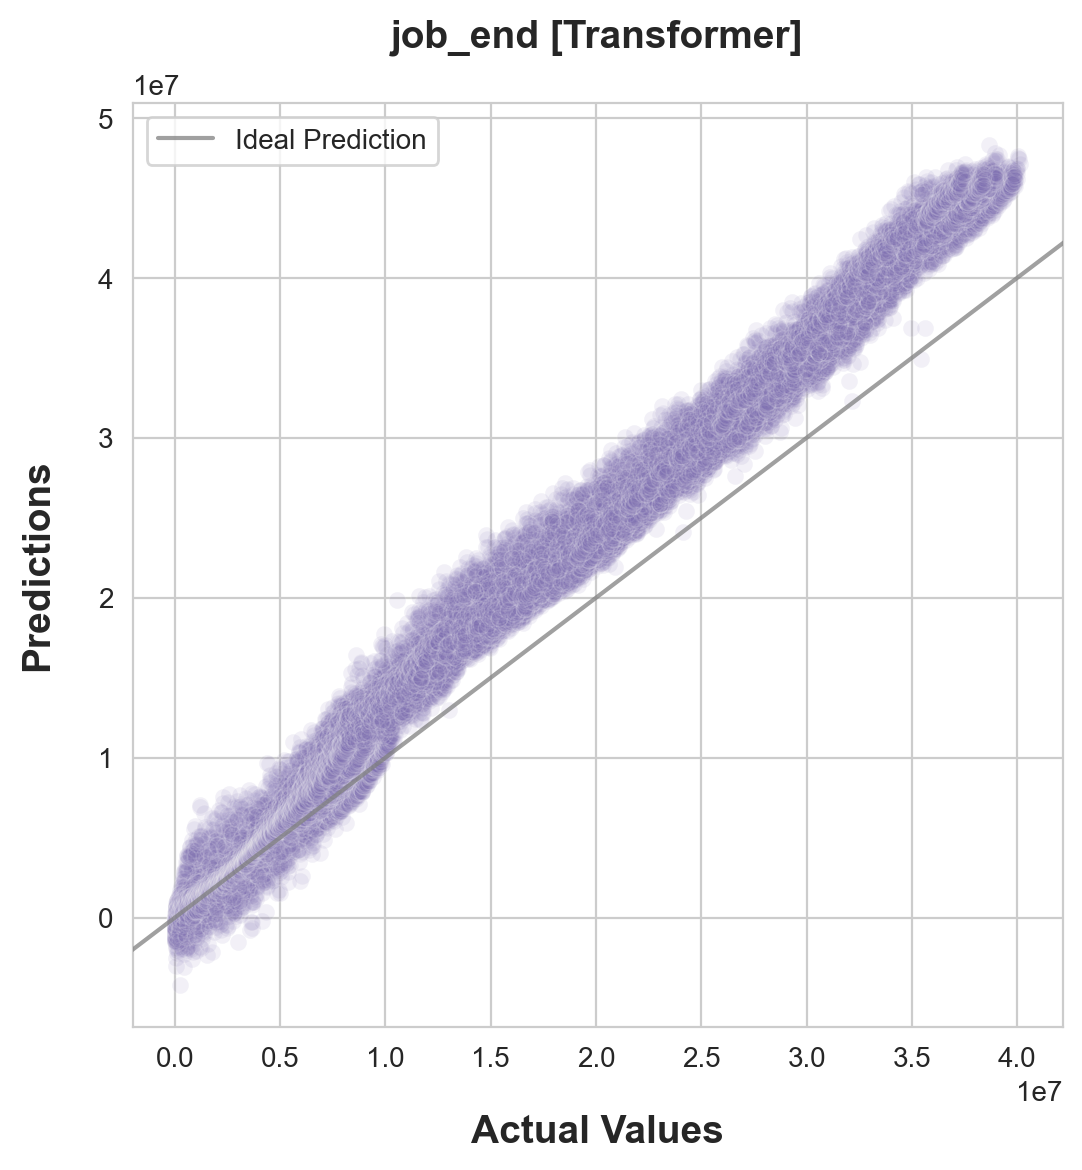 job_end [Transformer]
1e7
Ideal Prediction
5
4
3
2
1
0
Predictions
0.0 0.5 1.0 1.5 2.0 2.5 3.0 3.5 4.0
1e7
Actual Values